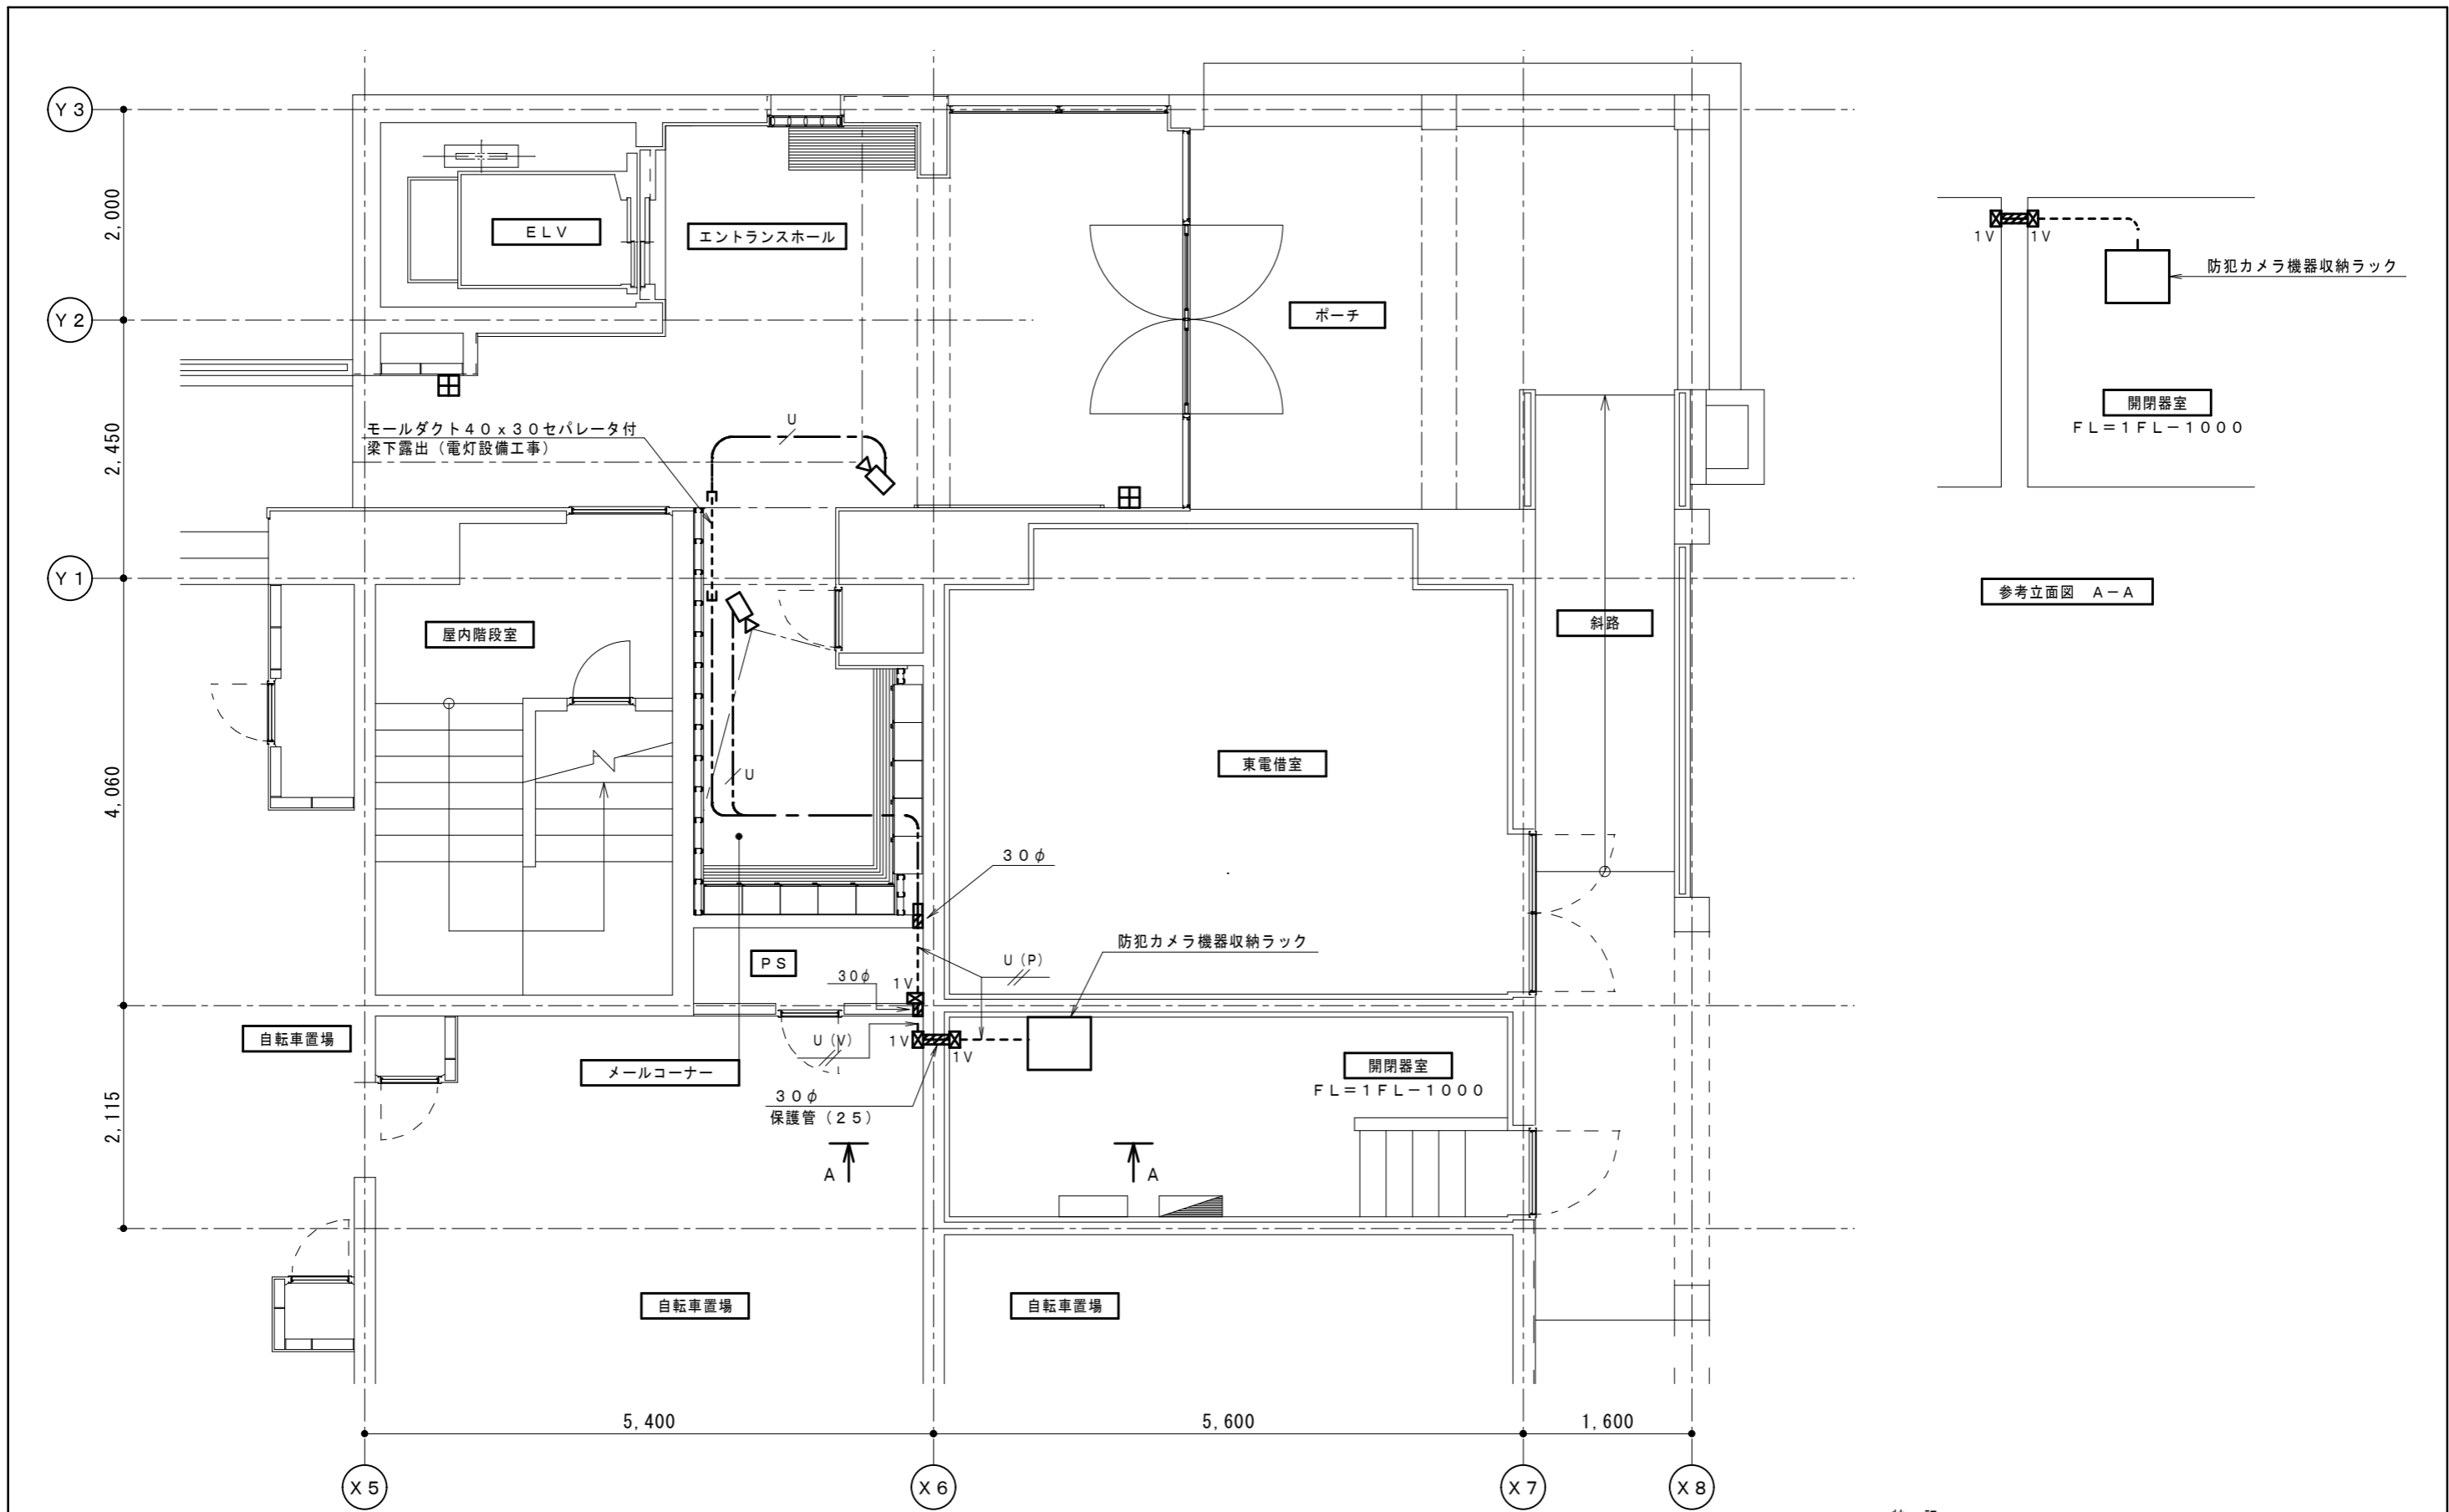 Y3
2,000
ELV
エントランスホール
1V
1V
防犯カメラ機器収納ラック
Y2
ポーチ
開閉器室
FL=1FL-1000
モールダクト40x30セパレータ付
梁下露出（電灯設備工事）
U
2,450
Y1
参考立面図 A-A
屋内階段室
斜路
東電借室
U
4,060
30φ
防犯カメラ機器収納ラック
PS
U(P)
30φ
1V
自転車置場
U(V)
1V
1V
メールコーナー
開閉器室
FL=1FL-1000
30φ
保護管（25）
2,115
A
A
自転車置場
自転車置場
5,400
5,600
1,600
X5
X6
X7
X8